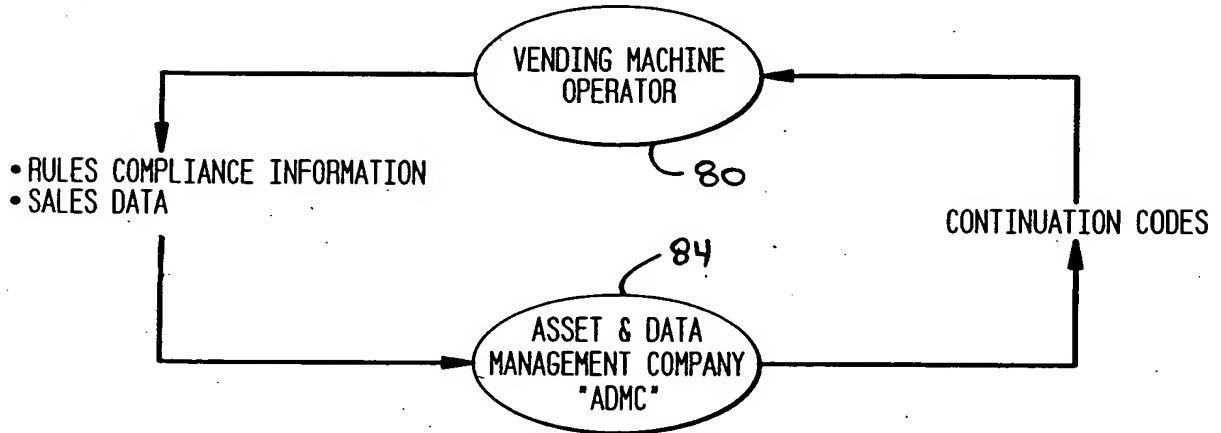 VENDING MACHINE
OPERATOR
80
• RULES COMPLIANCE INFORMATION
• SALES DATA
CONTINUATION CODES
84
ASSET & DATA
MANAGEMENT COMPANY
"ADMC"